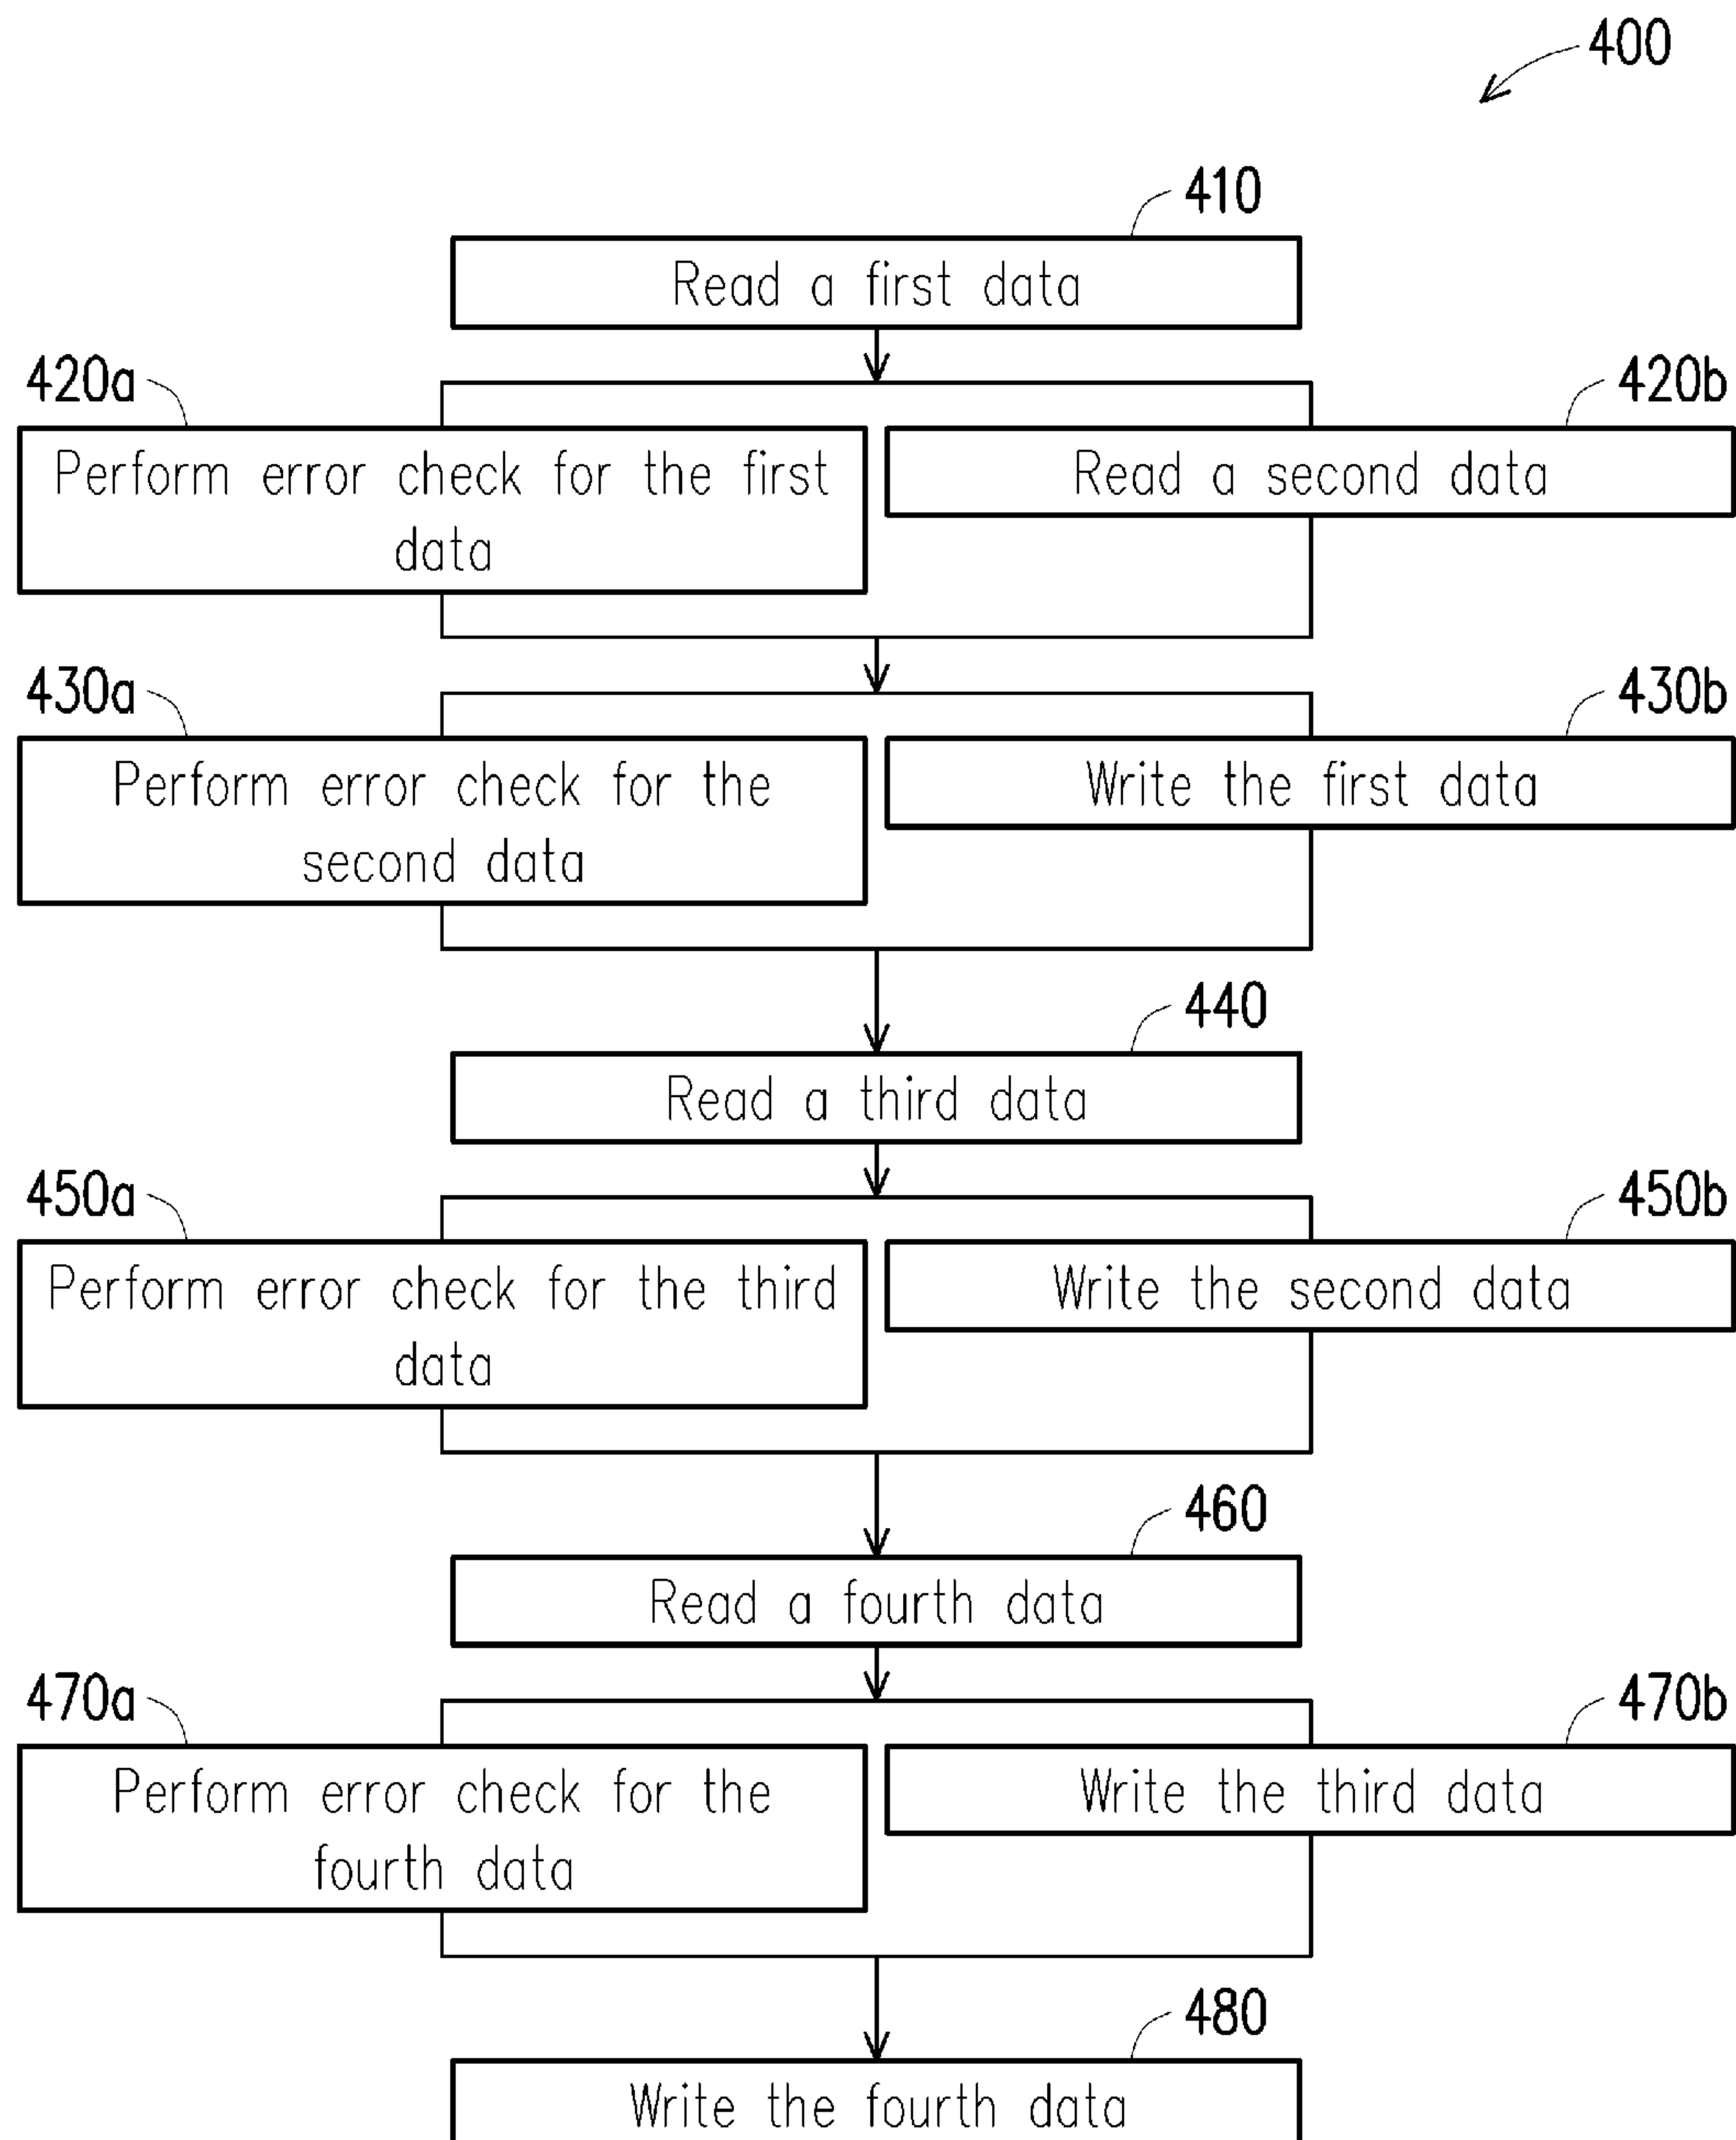 400
410
Read a first data
420a
420b
Perform error check for the first
data
Read a second data
430a
430b
Perform error check for the
second data
Write the first data
440
Read a third data
450a
450b
Perform error check for the third
data
Write the second data
460
Read a fourth data
470a
470b
Perform error check for the
fourth data
Write the third data
480
Write the fourth data